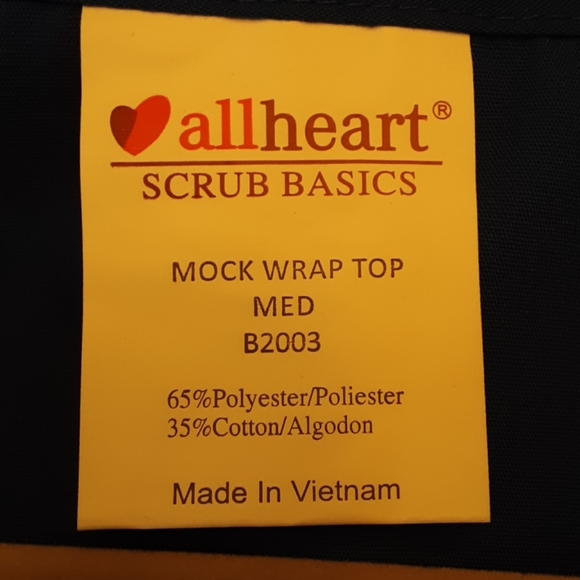 allheart®
SCRUB BASICS
MOCK WRAP TOP
MED
B2003
65%Polyester/Poliester
35%Cotton/Algodon
Made In Vietnam